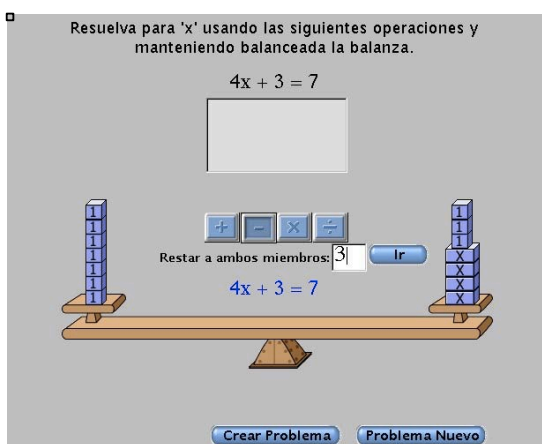 Resuelva para 'x' usando las siguientes operaciones y
manteniendo balanceada la balanza.
4x + 3 = 7
+ - × ÷
Restar a ambos miembros: 3 Ir
4x + 3 = 7
1
1
1
1
1
1
1
1
1
1
X
X
X
X
Crear Problema Problema Nuevo